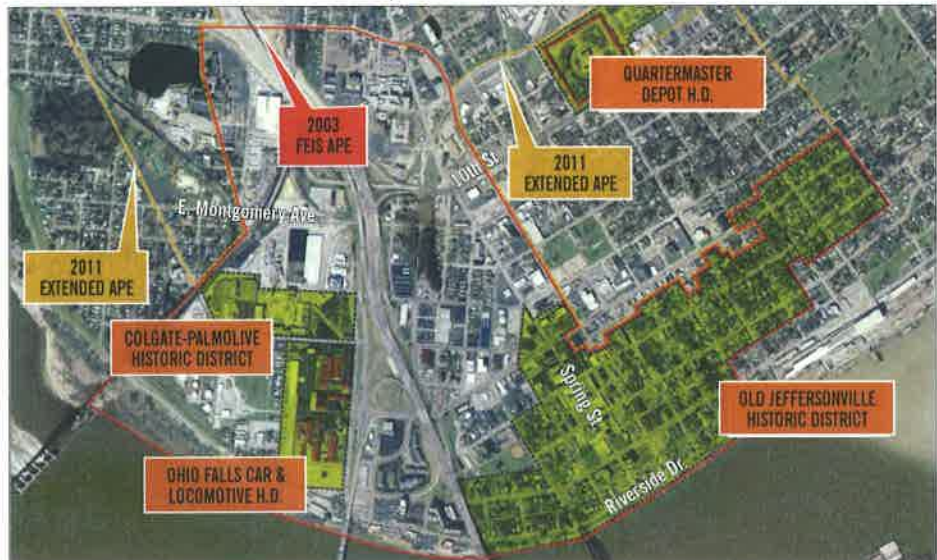 QUARTERMASTER
DEPOT H.D.
2003
FEIS APE
2011
EXTENDED APE
10th St.
E. Montgomery Ave
2011
EXTENDED APE
COLGATE-PALMOLIVE
HISTORIC DISTRICT
Spring St.
OLD JEFFERSONVILLE
HISTORIC DISTRICT
OHIO FALLS CAR &
LOCOMOTIVE H.D.
Riverside Dr.